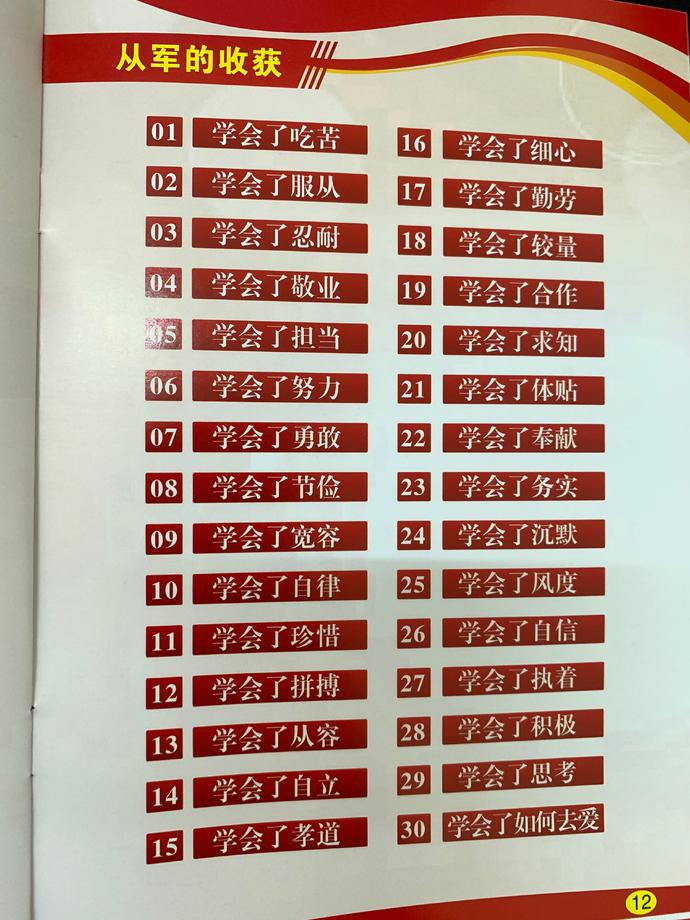 从军的收获
01 学会了吃苦
02 学会了服从
03 学会了忍耐
04 学会了敬业
05 学会了担当
06 学会了努力
07 学会了勇敢
08 学会了节俭
09 学会了宽容
10 学会了自律
11 学会了珍惜
12 学会了拼搏
13 学会了从容
14 学会了自立
15 学会了孝道
16 学会了细心
17 学会了勤劳
18 学会了较量
19 学会了合作
20 学会了求知
21 学会了体贴
22 学会了奉献
23 学会了务实
24 学会了沉默
25 学会了风度
26 学会了自信
27 学会了执着
28 学会了积极
29 学会了思考
30 学会了如何去爱
12